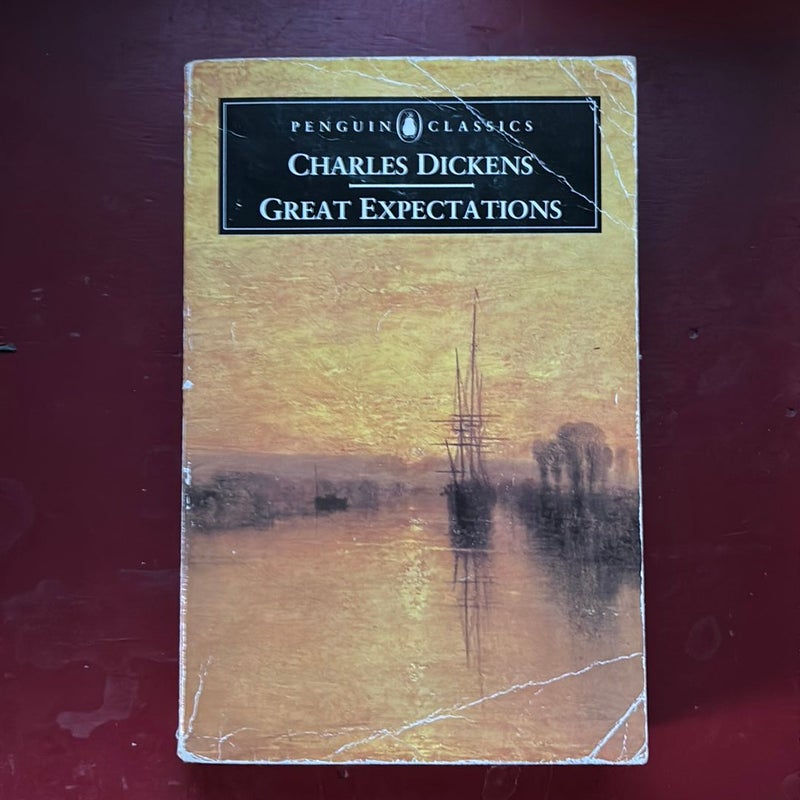 PENGUIN CLASSICS
CHARLES DICKENS
GREAT EXPECTATIONS